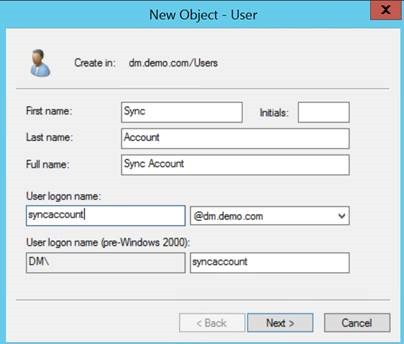 New Object - User
x
Create in: dm.demo.com/Users
First name: Sync Initials:
Last name: Account
Full name: Sync Account
User logon name:
syncaccount @dm.demo.com
User logon name (pre-Windows 2000):
DM\ syncaccount
< Back Next > Cancel